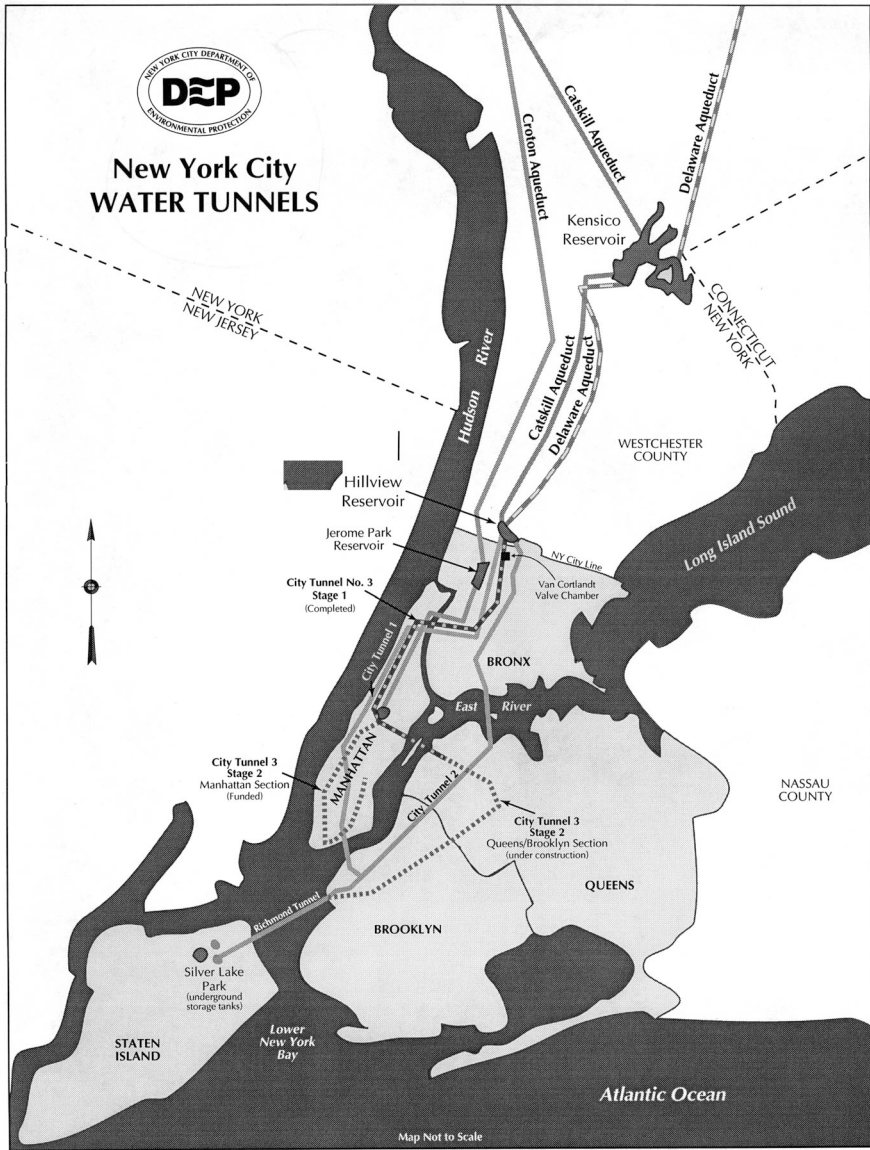 NEW YORK CITY DEPARTMENT OF
DEP
ENVIRONMENTAL PROTECTION
New York City
WATER TUNNELS
Croton Aqueduct
Catskill Aqueduct
Delaware Aqueduct
Kensico
Reservoir
NEW YORK
NEW JERSEY
CONNECTICUT
NEW YORK
Hudson River
Catskill Aqueduct
Delaware Aqueduct
WESTCHESTER
COUNTY
Hillview
Reservoir
Long Island Sound
Jerome Park
Reservoir
NY City Line
City Tunnel No. 3
Stage 1
(Completed)
Van Cortlandt
Valve Chamber
City Tunnel 1
BRONX
East River
City Tunnel 3
Stage 2
Manhattan Section
(Funded)
MANHATTAN
City Tunnel 2
NASSAU
COUNTY
City Tunnel 3
Stage 2
Queens/Brooklyn Section
(under construction)
QUEENS
Richmond Tunnel
BROOKLYN
Silver Lake
Park
(underground
storage tanks)
STATEN
ISLAND
Lower
New York
Bay
Atlantic Ocean
Map Not to Scale